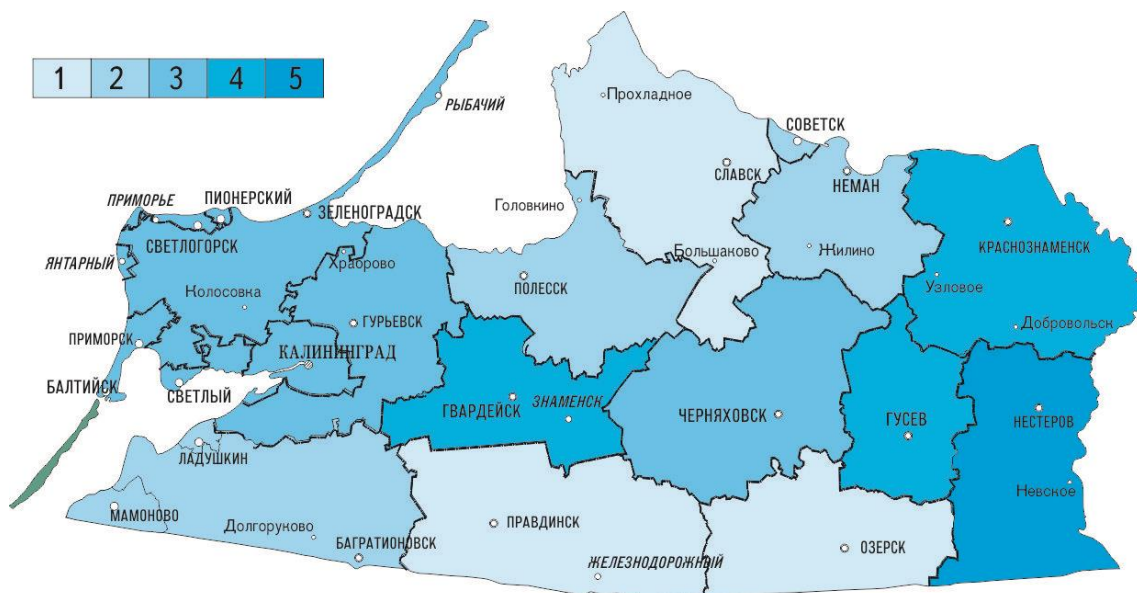 1 2 3 4 5
РЫБАЧИЙ
Прохладное
СОВЕТСК
СЛАВСК
НЕМАН
ПРИМОРЬЕ
ПИОНЕРСКИЙ
Головкино
ЗЕЛЕНОГРАДСК
СВЕТЛОГОРСК
КРАСНОЗНАМЕНСК
ЯНТАРНЫЙ
Храброво
Большаково
Жилино
ПОЛЕССК
Узловое
Колосовка
ГУРЬЕВСК
Добровольск
ПРИМОРСК
КАЛИНИНГРАД
БАЛТИЙСК
СВЕТЛЫЙ
ГВАРДЕЙСК
ЗНАМЕНСК
ЧЕРНЯХОВСК
ГУСЕВ
НЕСТЕРОВ
ЛАДУШКИН
Невское
МАМОНОВО
Долгоруково
ПРАВДИНСК
БАГРАТИОНОВСК
ОЗЕРСК
ЖЕЛЕЗНОДОРОЖНЫЙ